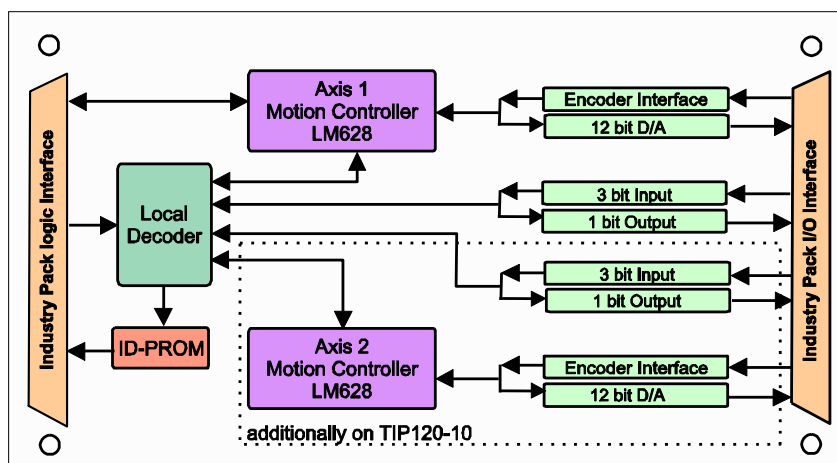 Industry Pack logic Interface
Axis 1
Motion Controller
LM628
Encoder Interface
12 bit D/A
Local
Decoder
3 bit Input
1 bit Output
3 bit Input
1 bit Output
ID-PROM
Axis 2
Motion Controller
LM628
Encoder Interface
12 bit D/A
additionally on TIP120-10
Industry Pack I/O Interface